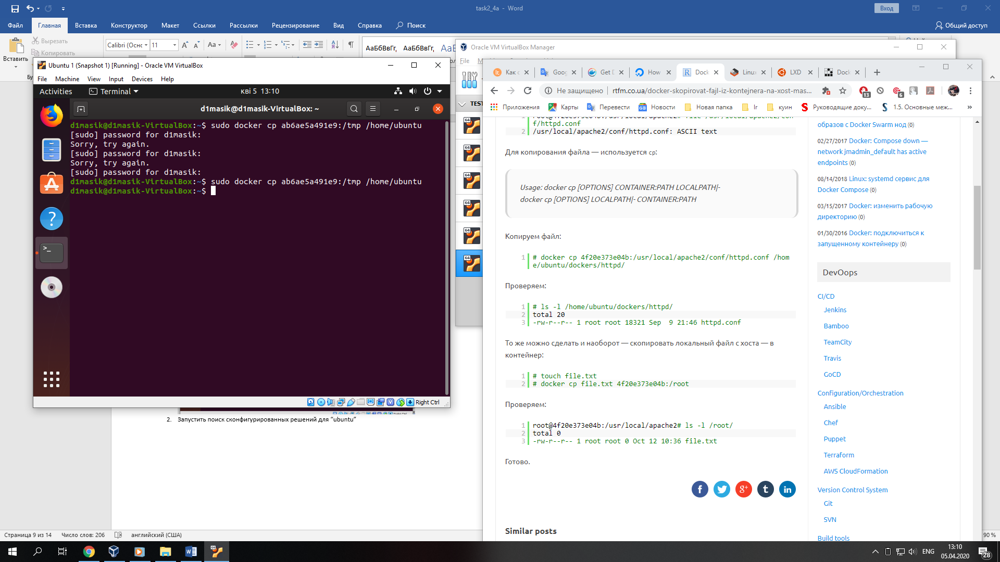 task2_4a - Word
Вход
Файл
Главная
Вставка
Конструктор
Макет
Ссылки
Рассылки
Рецензирование
Вид
Справка
Поиск
Общий доступ
Вставить
Вырезать
Копировать
Calibri (Оснс
11
Aa
АаБбВвГг,
АаБбВвГг,
Бу
Oracle VM VirtualBox Manager
File
TEST
Ubuntu 1 (Snapshot 1) [Running] - Oracle VM VirtualBox
File Machine View Input Devices Help
Activities
Terminal
кві 5 13:10
d1masik@d1masik-VirtualBox: ~
d1masik@d1masik-VirtualBox:~$ sudo docker cp ab6ae5a491e9:/tmp /home/ubuntu
[sudo] password for d1masik:
Sorry, try again.
[sudo] password for d1masik:
Sorry, try again.
[sudo] password for d1masik:
d1masik@d1masik-VirtualBox:~$ sudo docker cp ab6ae5a491e9:/tmp /home/ubuntu
d1masik@d1masik-VirtualBox:~$
Right Ctrl
2. Запустить поиск сконфигурированных решений для “ubuntu”
Как с
Goog
Get D
How
Dock
Linux
LXD
Dock
Не защищено
rtfm.co.ua/docker-skopirovat-fajl-iz-kontejnera-na-xost-mas...
13
6
Приложения
Карты
Перевести
Новости
Новая папка
lr
куин
Руководящие доку...
1.5. Основные меж...
»
f/httpd.conf
2 /usr/local/apache2/conf/httpd.conf: ASCII text
Для копирования файла — используется cp:
Usage: docker cp [OPTIONS] CONTAINER:PATH LOCALPATH|-
docker cp [OPTIONS] LOCALPATH|- CONTAINER:PATH
Копируем файл:
1 # docker cp 4f20e373e04b:/usr/local/apache2/conf/httpd.conf /hom
e/ubuntu/dockers/httpd/
Проверяем:
1 # ls -l /home/ubuntu/dockers/httpd/
2 total 20
3 -rw-r--r-- 1 root root 18321 Sep  9 21:46 httpd.conf
То же можно сделать и наоборот — скопировать локальный файл с хоста — в
контейнер:
1 # touch file.txt
2 # docker cp file.txt 4f20e373e04b:/root
Проверяем:
1 root@4f20e373e04b:/usr/local/apache2# ls -l /root/
2 total 0
3 -rw-r--r-- 1 root root 0 Oct 12 10:36 file.txt
Готово.
Similar posts
образов с Docker Swarm нод (0)
02/27/2017 Docker: Compose down —
network jmadmin_default has active
endpoints (0)
08/14/2018 Linux: systemd сервис для
Docker Compose (0)
03/15/2017 Docker: изменить рабочую
директорию (0)
01/30/2016 Docker: подключиться к
запущенному контейнеру (0)
DevOops
CI/CD
Jenkins
Bamboo
TeamCity
Travis
GoCD
Configuration/Orchestration
Ansible
Chef
Puppet
Terraform
AWS CloudFormation
Version Control System
Git
SVN
Build tools
Страница 9 из 14
Число слов: 206
английский (США)
90 %
ENG
13:10
05.04.2020
28